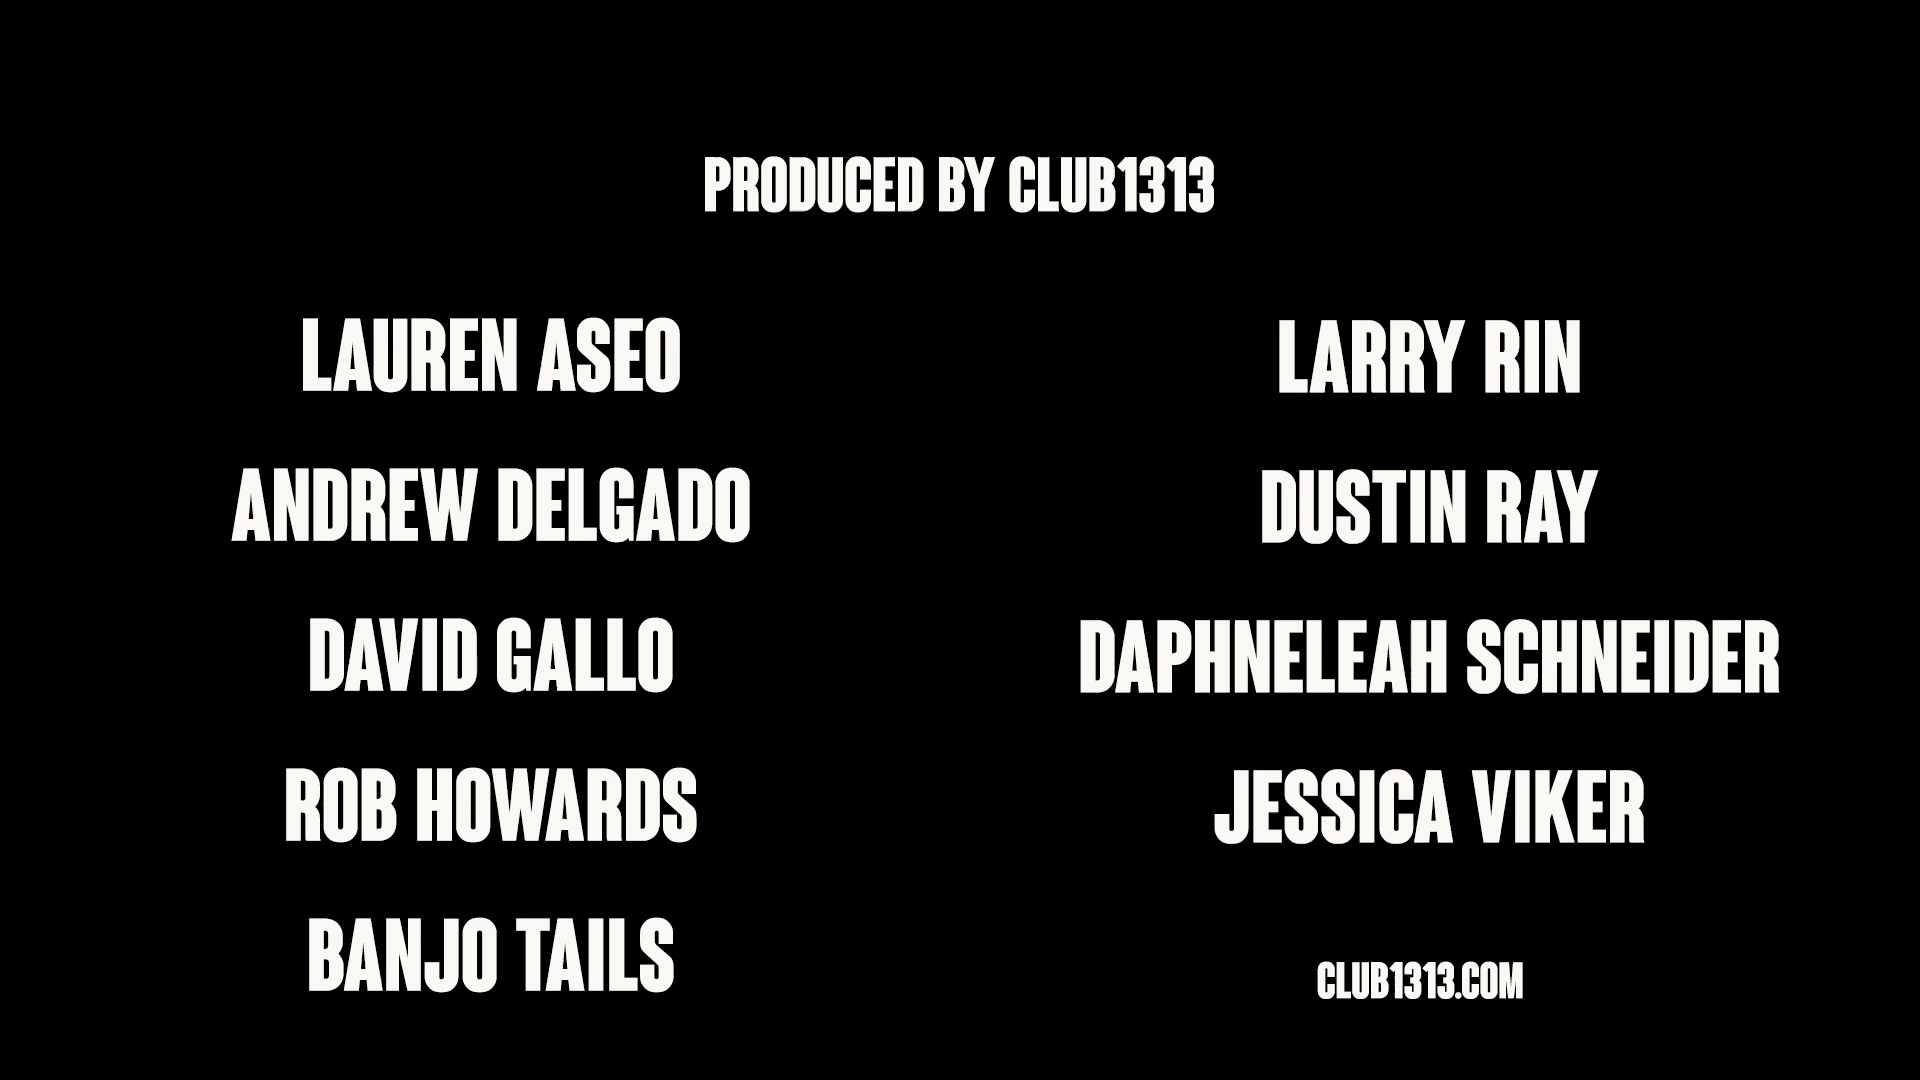 PRODUCED BY CLUB1313
LAUREN ASEO
ANDREW DELGADO
DAVID GALLO
ROB HOWARDS
BANJO TAILS
LARRY RIN
DUSTIN RAY
DAPHNELEAH SCHNEIDER
JESSICA VIKER
CLUB1313.COM